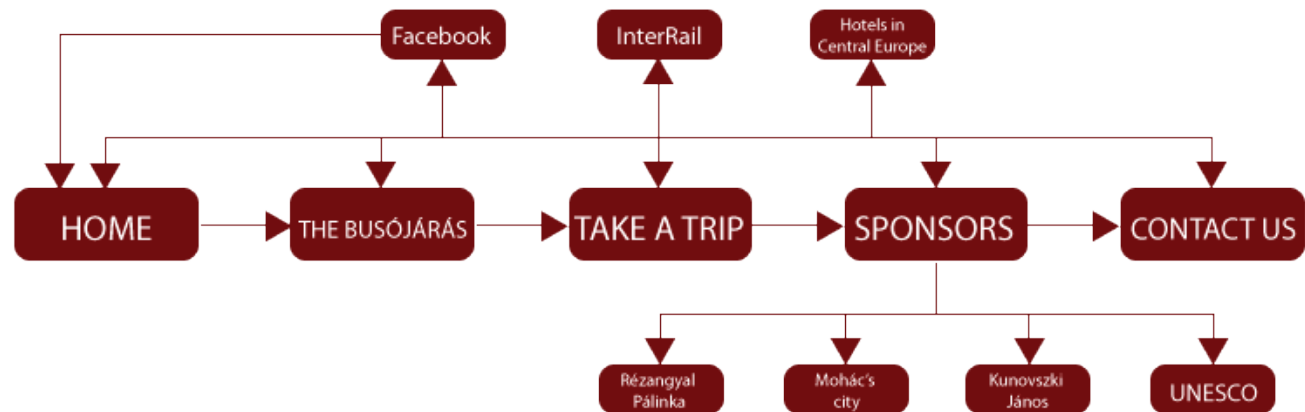 Facebook
InterRail
Hotels in
Central Europe
HOME
THE BUSÓJÁRÁS
TAKE A TRIP
SPONSORS
CONTACT US
Rézangyal
Pálinka
Mohác's
city
Kunovszki
János
UNESCO